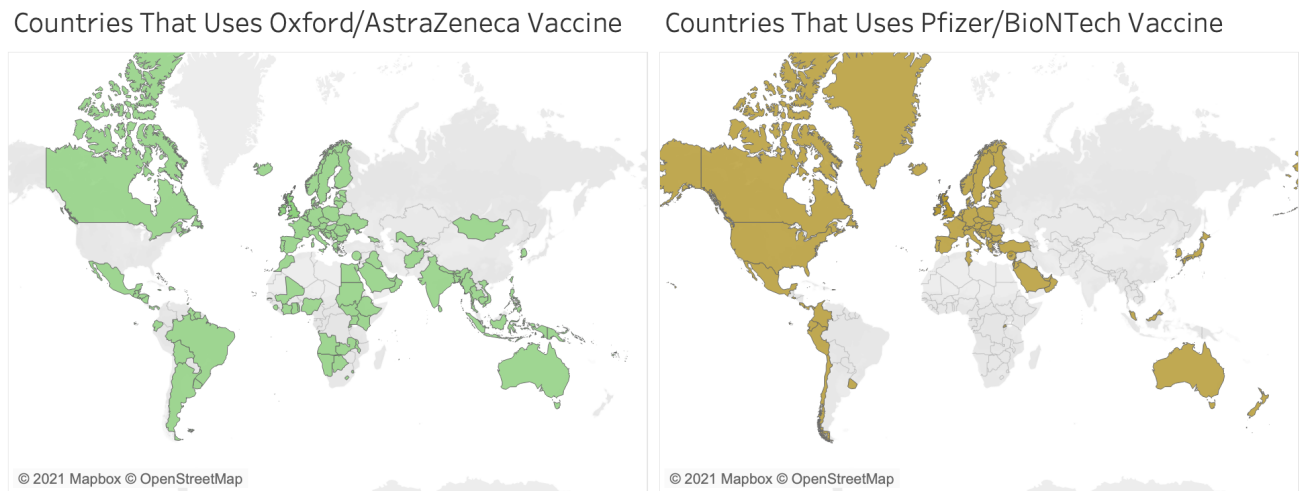 Countries That Uses Oxford/AstraZeneca Vaccine
Countries That Uses Pfizer/BioNTech Vaccine
© 2021 Mapbox © OpenStreetMap
© 2021 Mapbox © OpenStreetMap